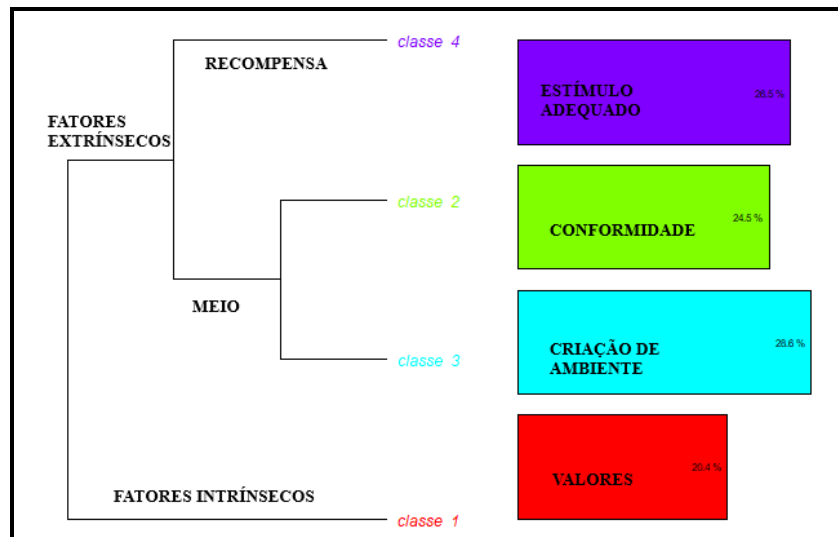 classe 4
RECOMPENSA
ESTÍMULO
ADEQUADO
26.5 %
FATORES
EXTRÍNSECOS
classe 2
CONFORMIDADE
24.5 %
MEIO
classe 3
CRIAÇÃO DE
AMBIENTE
28.6 %
FATORES INTRÍNSECOS
classe 1
VALORES
20.4 %